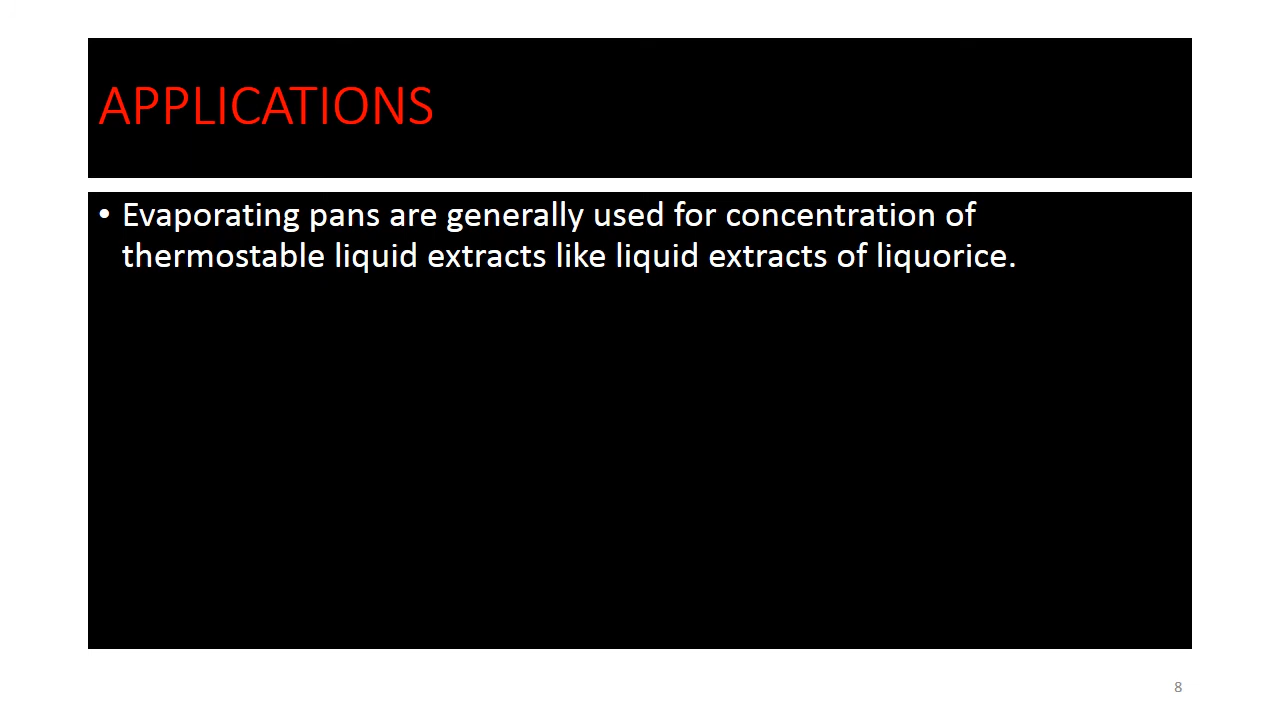 APPLICATIONS
• Evaporating pans are generally used for concentration of
thermostable liquid extracts like liquid extracts of liquorice.
8